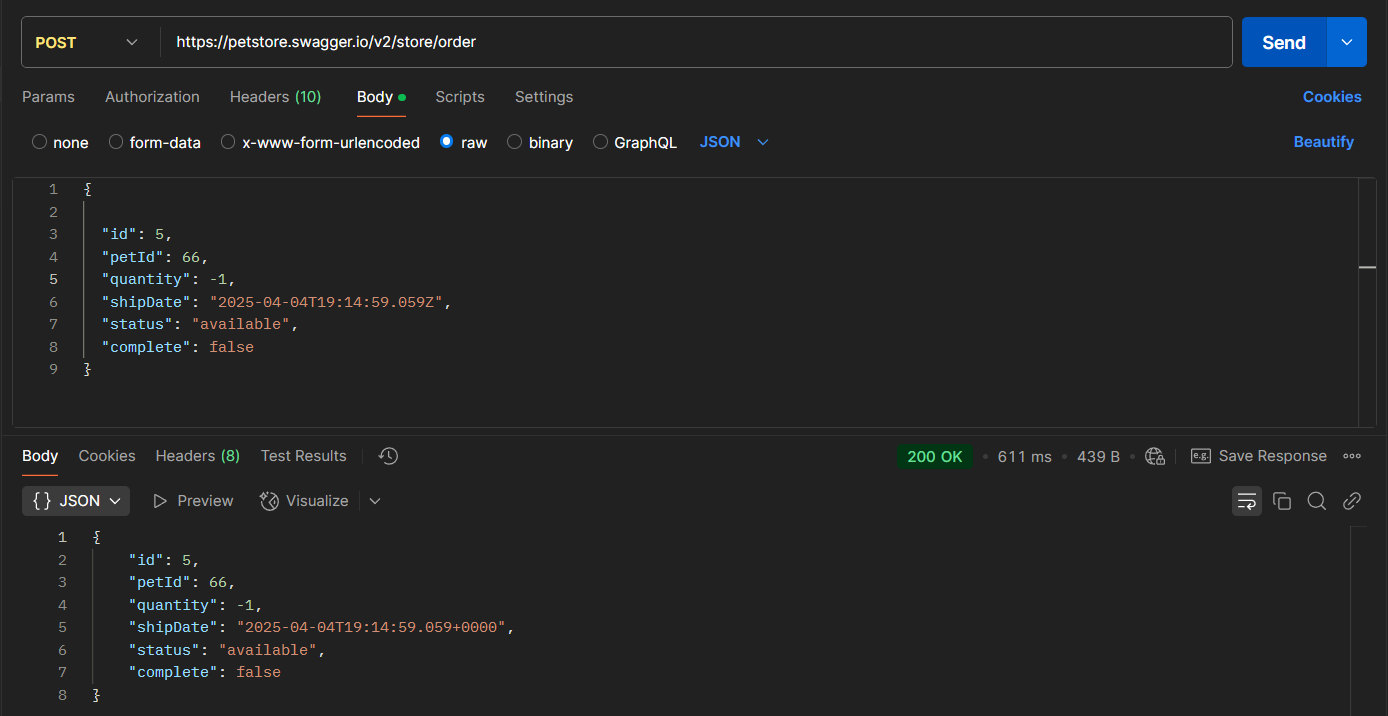 POST https://petstore.swagger.io/v2/store/order Send
Params Authorization Headers (10) Body Scripts Settings Cookies
none form-data x-www-form-urlencoded raw binary GraphQL JSON Beautify
1 {
2
3 "id": 5,
4 "petId": 66,
5 "quantity": -1,
6 "shipDate": "2025-04-04T19:14:59.059Z",
7 "status": "available",
8 "complete": false
9 }
Body Cookies Headers (8) Test Results 200 OK • 611 ms • 439 B • e.g. Save Response
{} JSON Preview Visualize
1 {
2 "id": 5,
3 "petId": 66,
4 "quantity": -1,
5 "shipDate": "2025-04-04T19:14:59.059+0000",
6 "status": "available",
7 "complete": false
8 }